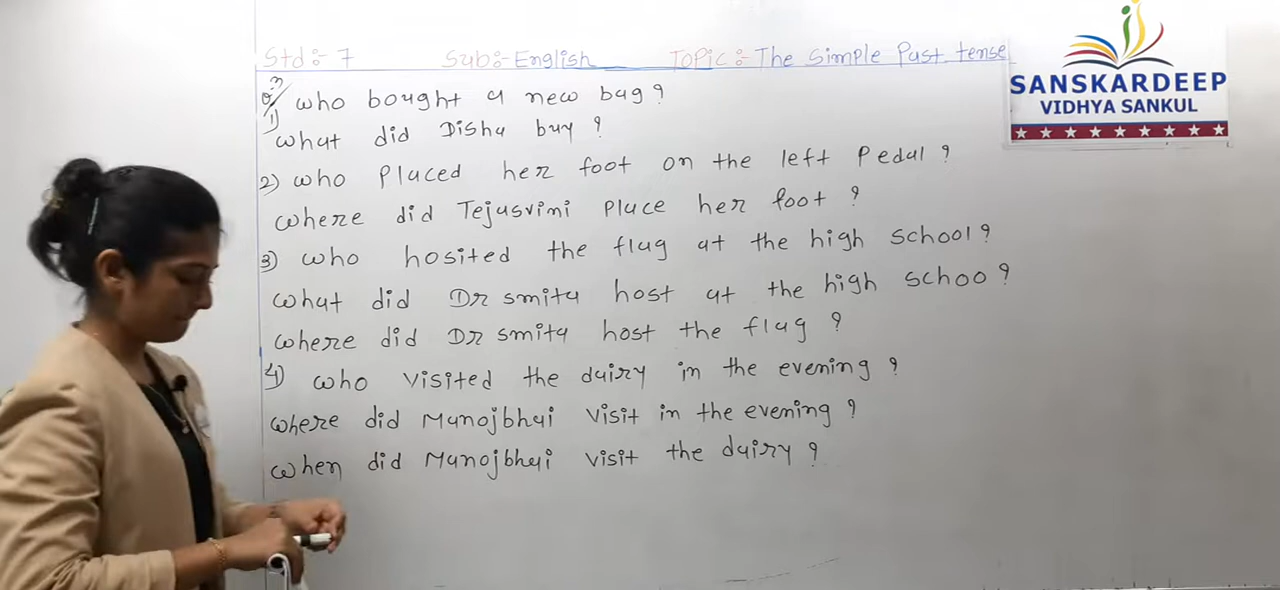 Std:- 7 Sub:- English Topic:- The Simple Past tense
SANSKARDEEP
VIDHYA SANKUL
Q/3
1) who bought a new bag?
what did Disha buy?
2) who placed her foot on the left Pedal?
where did Tejasvini place her foot?
3) who hosited the flag at the high school?
what did Dr smita host at the high schoo?
where did Dr smita host the flag?
4) who visited the dairy in the evening?
where did Manojbhai visit in the evening?
when did Manojbhai visit the dairy?